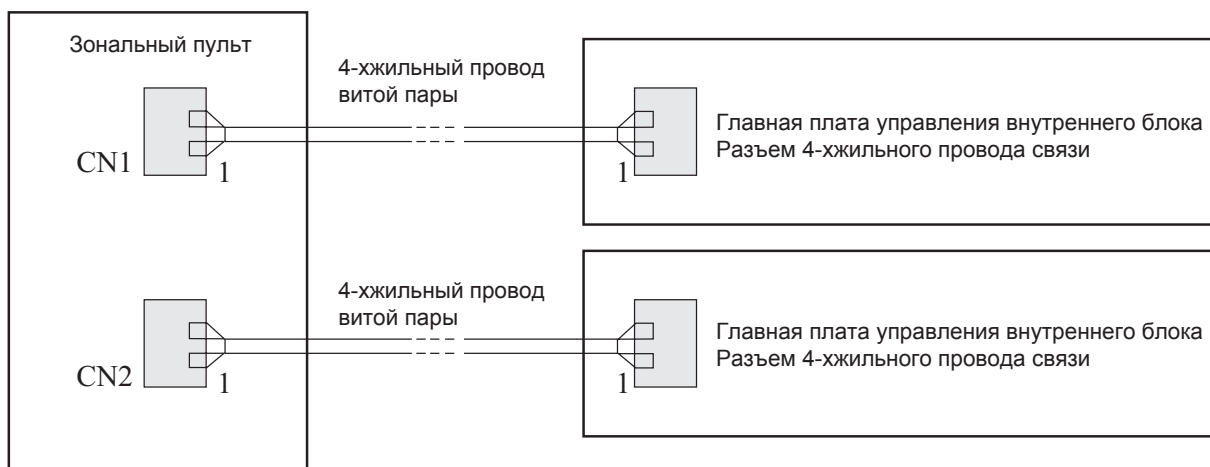 Зональный пульт
4-хжильный провод
витой пары
Главная плата управления внутреннего блока
Разъем 4-хжильного провода связи
CN1
1
1
4-хжильный провод
витой пары
Главная плата управления внутреннего блока
Разъем 4-хжильного провода связи
CN2
1
1